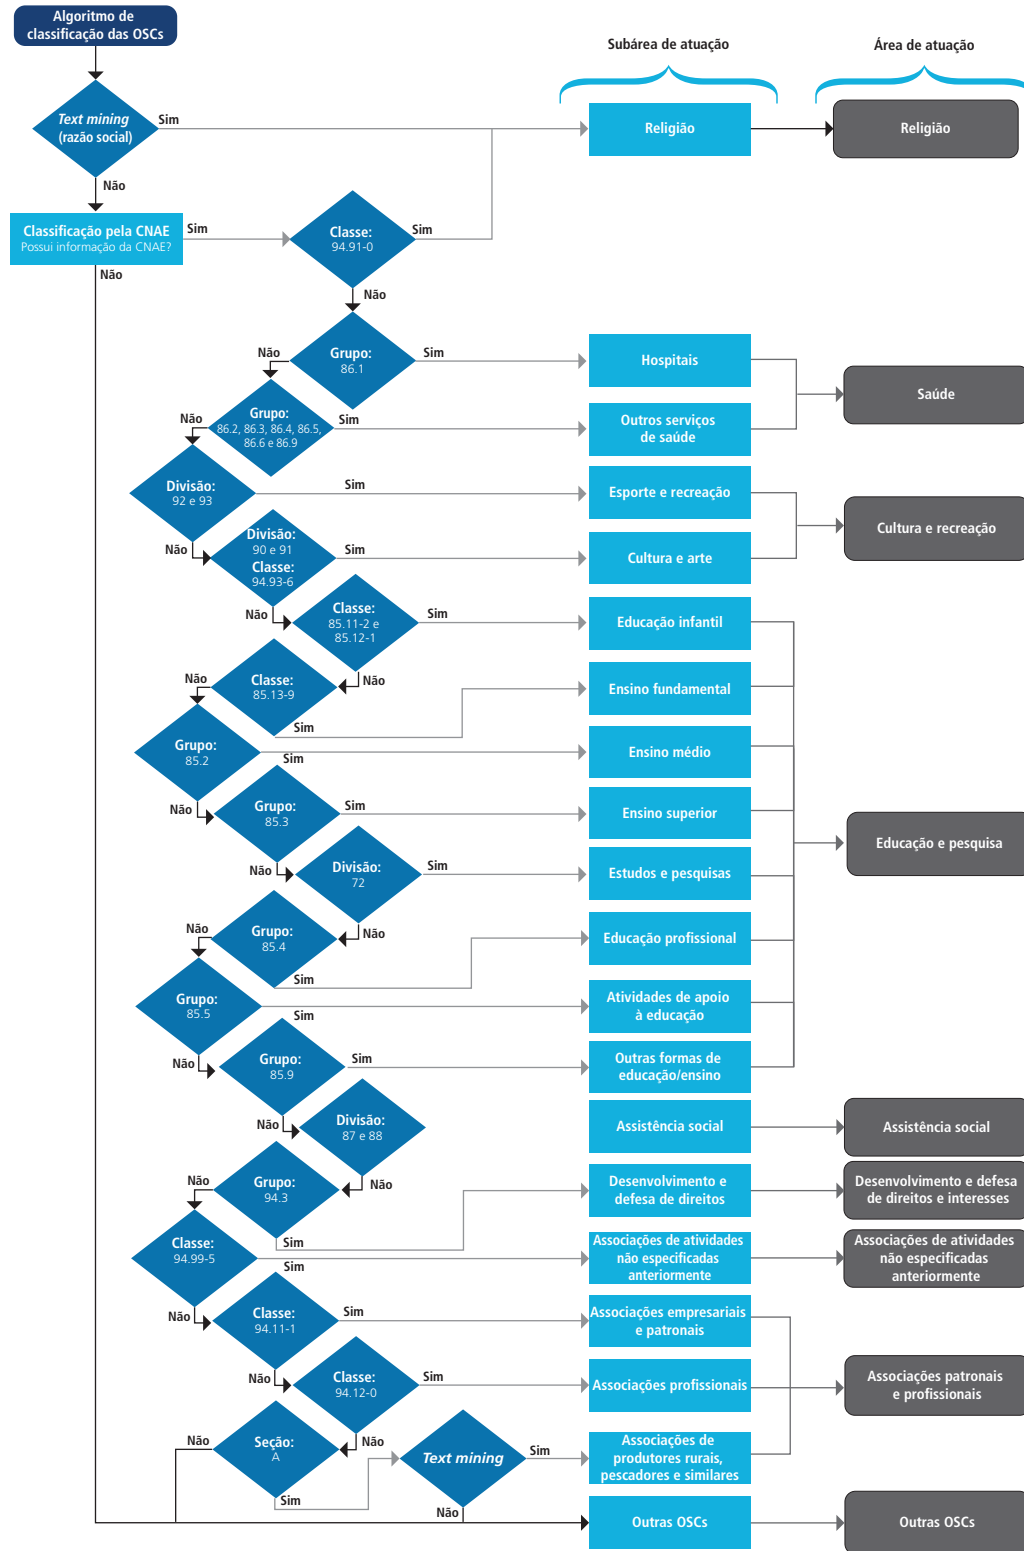 Algoritmo de
classificação das OSCs
Subárea de atuação
Área de atuação
Text mining
(razão social)
Sim
Religião
Religião
Não
Classificação pela CNAE
Possui informação da CNAE?
Sim
Classe:
94.91-0
Sim
Não
Não
Grupo:
86.1
Sim
Não
Hospitais
Saúde
Grupo:
86.2, 86.3, 86.4, 86.5,
86.6 e 86.9
Sim
Não
Outros serviços
de saúde
Divisão:
92 e 93
Sim
Esporte e recreação
Cultura e recreação
Não
Divisão:
90 e 91
Classe:
94.93-6
Sim
Cultura e arte
Não
Classe:
85.11-2 e
85.12-1
Sim
Educação infantil
Não
Classe:
85.13-9
Não
Sim
Ensino fundamental
Grupo:
85.2
Sim
Ensino médio
Não
Grupo:
85.3
Sim
Ensino superior
Educação e pesquisa
Não
Divisão:
72
Sim
Estudos e pesquisas
Não
Grupo:
85.4
Não
Sim
Educação profissional
Grupo:
85.5
Sim
Atividades de apoio
à educação
Não
Grupo:
85.9
Sim
Outras formas de
educação/ensino
Não
Divisão:
87 e 88
Assistência social
Assistência social
Não
Grupo:
94.3
Não
Sim
Desenvolvimento e
defesa de direitos
Desenvolvimento e defesa
de direitos e interesses
Classe:
94.99-5
Sim
Associações de atividades
não especificadas
anteriormente
Associações de atividades
não especificadas
anteriormente
Não
Classe:
94.11-1
Sim
Associações empresariais
e patronais
Não
Classe:
94.12-0
Sim
Associações profissionais
Associações patronais
e profissionais
Não
Seção:
A
Não
Sim
Text mining
Sim
Não
Associações de
produtores rurais,
pescadores e similares
Outras OSCs
Outras OSCs